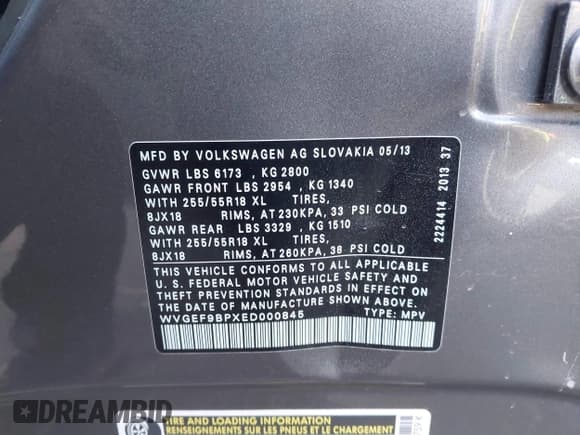 MFD BY VOLKSWAGEN AG SLOVAKIA 05/13
GVWR LBS 6173 , KG 2800
GAWR FRONT LBS 2954 , KG 1340
WITH 255/55R18 XL TIRES,
8JX18 RIMS, AT 230KPA, 33 PSI COLD
GAWR REAR LBS 3329 , KG 1510
WITH 255/55R18 XL TIRES,
8JX18 RIMS, AT 260KPA, 38 PSI COLD
THIS VEHICLE CONFORMS TO ALL APPLICABLE
U. S. FEDERAL MOTOR VEHICLE SAFETY AND
THEFT PREVENTION STANDARDS IN EFFECT
ON THE DATE OF MANUFACTURE SHOWN ABOVE.
WVGEF9BPXED000845 TYPE: MPV
2224414 2013 37
TIRE AND LOADING INFORMATION
RENSEIGNEMENTS SUR LES PNEUS ET LE CHARGEMENT
DREAMBID